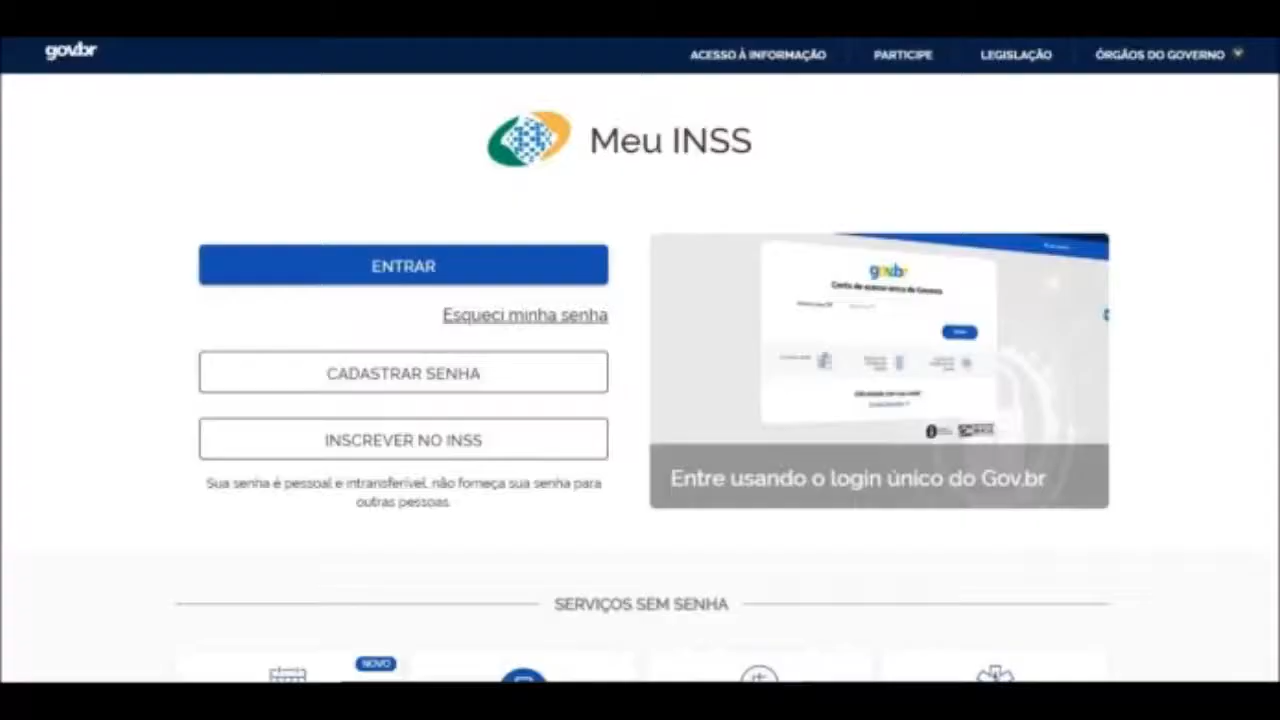 gov.br
ACESSO À INFORMAÇÃO PARTICIPE LEGISLAÇÃO ÓRGÃOS DO GOVERNO
Meu INSS
ENTRAR
Esqueci minha senha
CADASTRAR SENHA
INSCREVER NO INSS
Sua senha é pessoal e intransferível, não forneça sua senha para
outras pessoas.
gov.br
Entre usando o login único do Gov.br
SERVIÇOS SEM SENHA
NOVO